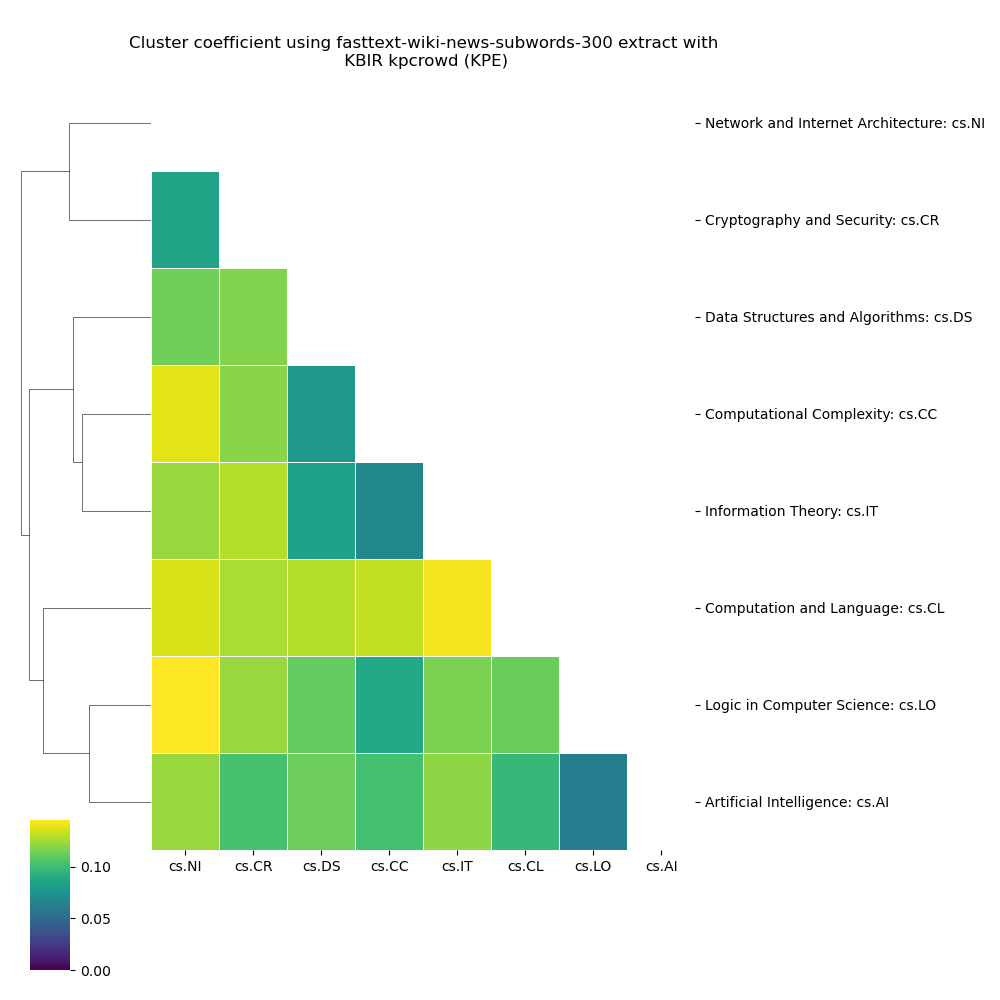 Cluster coefficient using fasttext-wiki-news-subwords-300 extract with
KBIR kpcrowd (KPE)
Network and Internet Architecture: cs.NI
Cryptography and Security: cs.CR
Data Structures and Algorithms: cs.DS
Computational Complexity: cs.CC
Information Theory: cs.IT
Computation and Language: cs.CL
Logic in Computer Science: cs.LO
Artificial Intelligence: cs.AI
cs.NI cs.CR cs.DS cs.CC cs.IT cs.CL cs.LO cs.AI
0.10
0.05
0.00